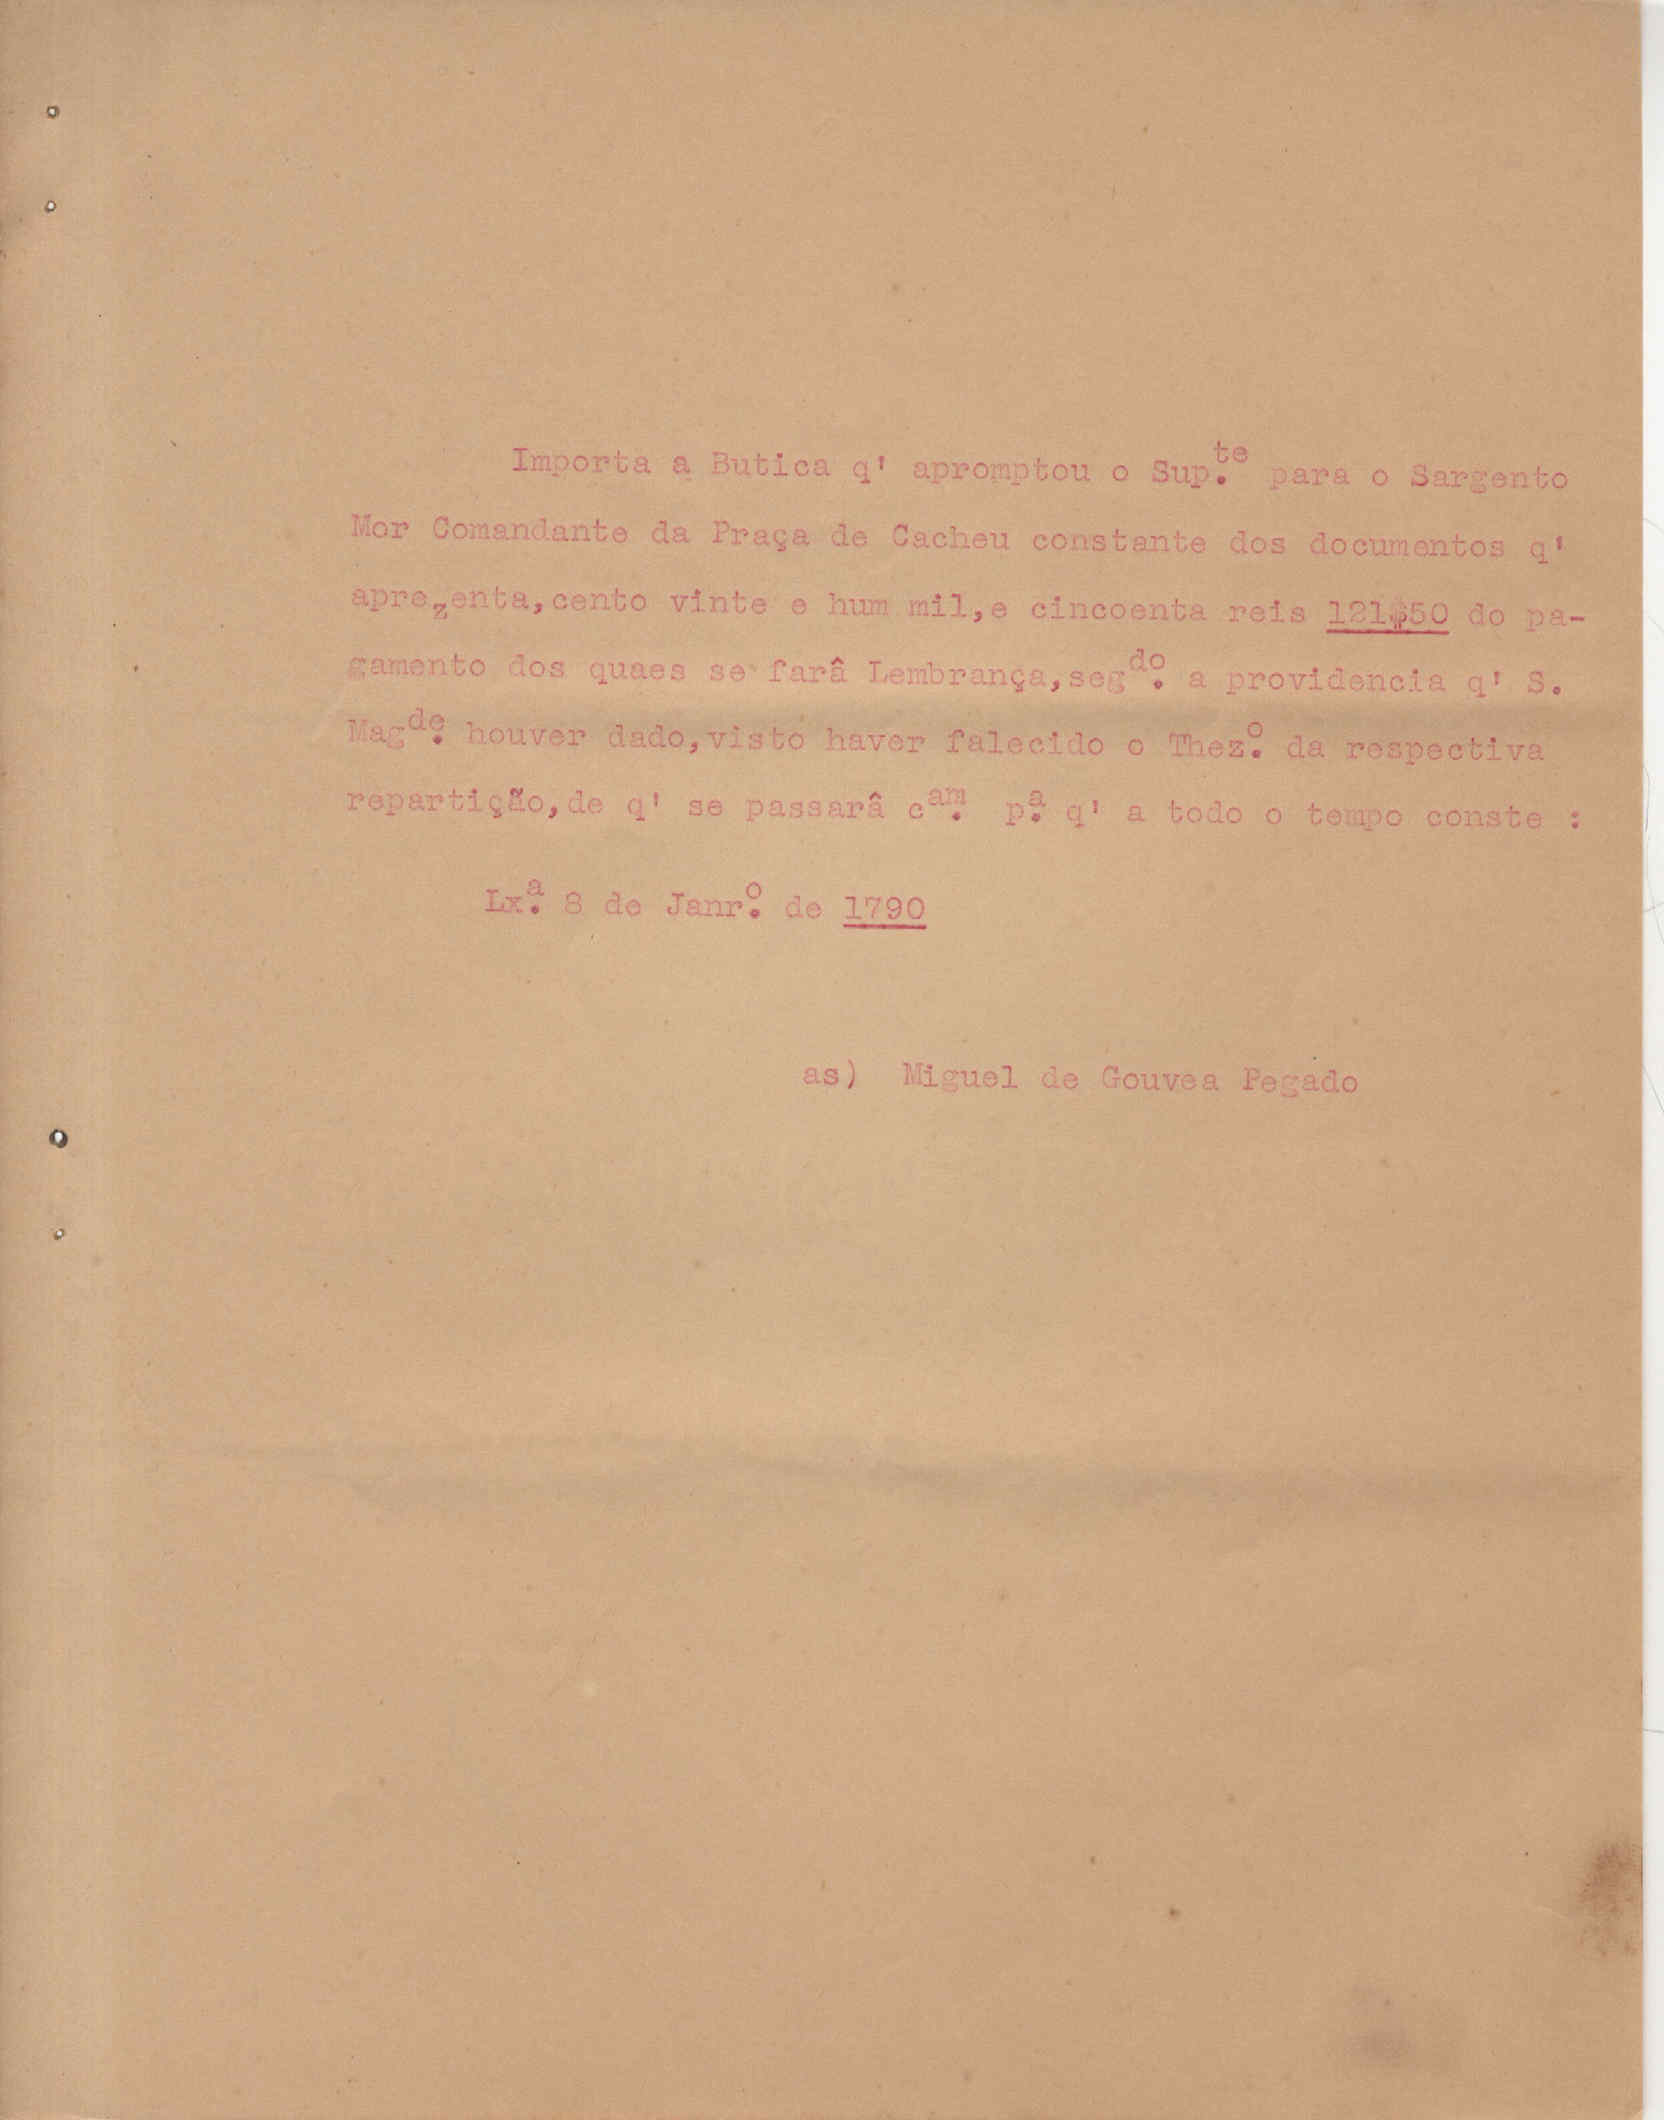 Importa a Butica q' apromptou o Sup.te para o Sargento
Mor Comandante da Praça de Cacheu constante dos documentos q'
aprezenta,cento vinte e hum mil,e cincoenta reis 121$50 do pa-
gamento dos quaes se farâ Lembrança,seg.do a providencia q' S.
Mag.de houver dado,visto haver falecido o Thez.o da respectiva
repartição,de q' se passarâ c.am p.a q' a todo o tempo conste :
Lx.a 8 de Janr.o de 1790
as) Miguel de Gouvea Pegado